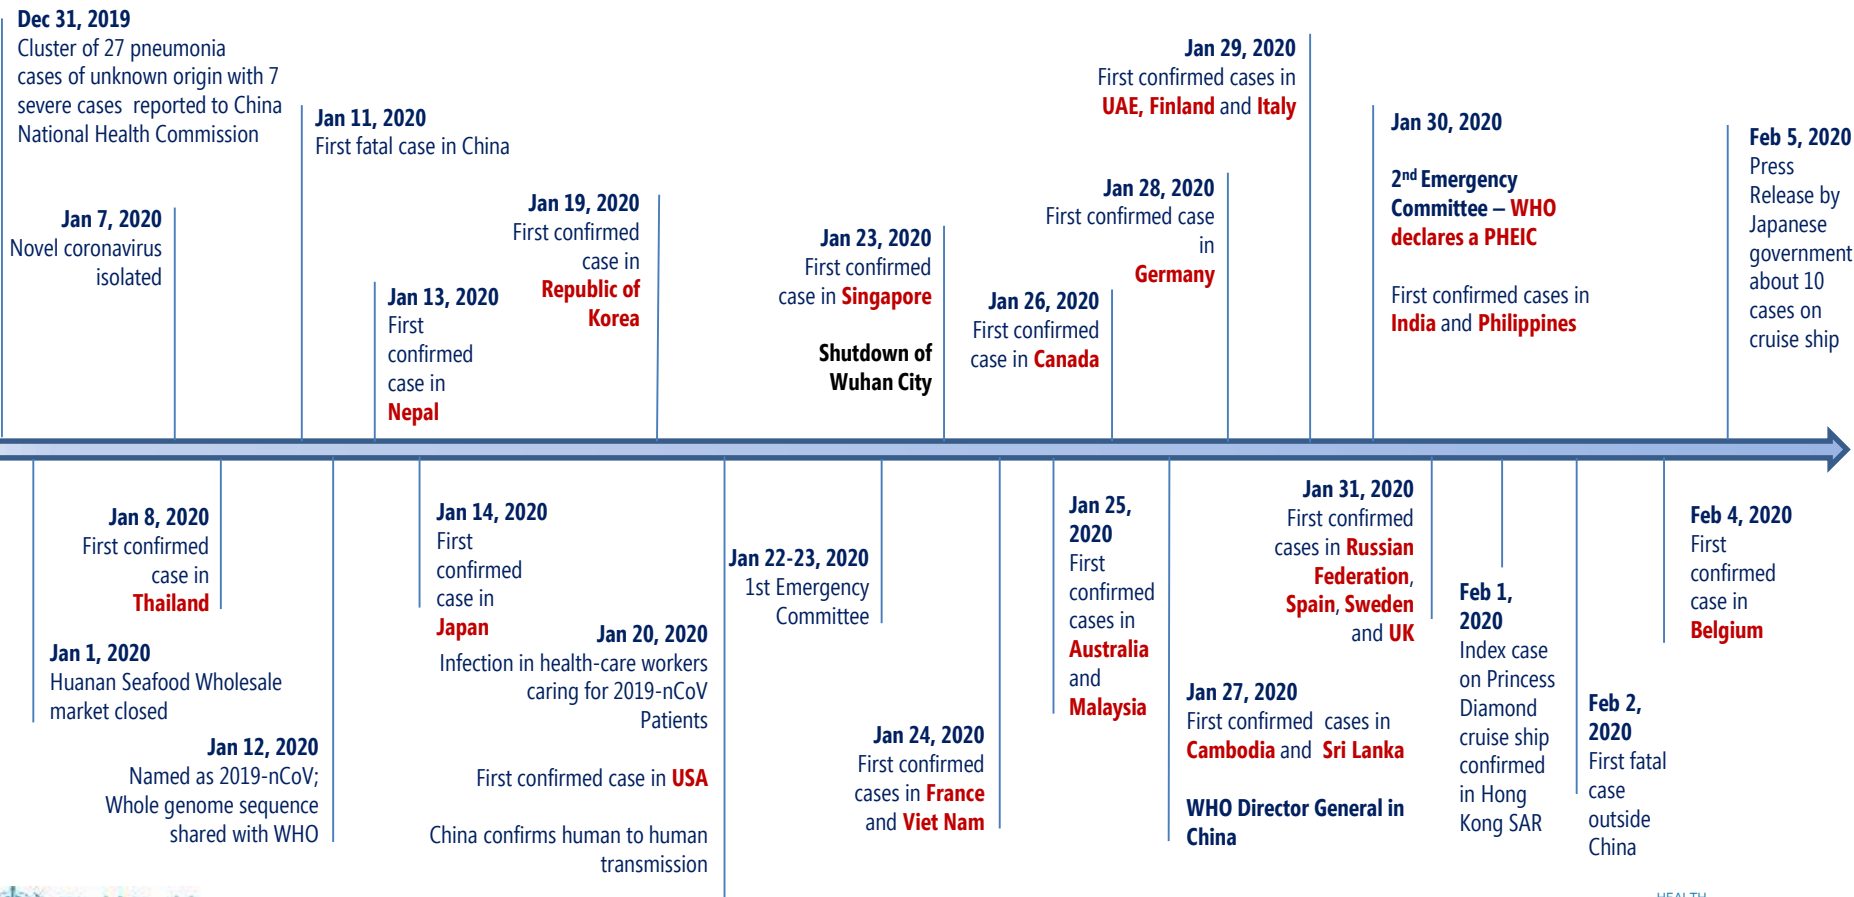 Dec 31, 2019
Cluster of 27 pneumonia
cases of unknown origin with 7
severe cases reported to China
National Health Commission
Jan 7, 2020
Novel coronavirus
isolated
Jan 11, 2020
First fatal case in China
Jan 13, 2020
First
confirmed
case in
Nepal
Jan 19, 2020
First confirmed
case in
Republic of
Korea
Jan 23, 2020
First confirmed
case in Singapore
Shutdown of
Wuhan City
Jan 26, 2020
First confirmed
case in Canada
Jan 28, 2020
First confirmed case
in
Germany
Jan 29, 2020
First confirmed cases in
UAE, Finland and Italy
Jan 30, 2020
2nd Emergency
Committee – WHO
declares a PHEIC
First confirmed cases in
India and Philippines
Feb 5, 2020
Press
Release by
Japanese
government
about 10
cases on
cruise ship
Jan 1, 2020
Huanan Seafood Wholesale
market closed
Jan 8, 2020
First confirmed
case in
Thailand
Jan 12, 2020
Named as 2019-nCoV;
Whole genome sequence
shared with WHO
Jan 14, 2020
First
confirmed
case in
Japan
Jan 20, 2020
Infection in health-care workers
caring for 2019-nCoV
Patients
First confirmed case in USA
China confirms human to human
transmission
Jan 22-23, 2020
1st Emergency
Committee
Jan 24, 2020
First confirmed
cases in France
and Viet Nam
Jan 25,
2020
First
confirmed
cases in
Australia
and
Malaysia
Jan 27, 2020
First confirmed cases in
Cambodia and Sri Lanka
WHO Director General in
China
Jan 31, 2020
First confirmed
cases in Russian
Federation,
Spain, Sweden
and UK
Feb 1,
2020
Index case
on Princess
Diamond
cruise ship
confirmed
in Hong
Kong SAR
Feb 2,
2020
First fatal
case
outside
China
Feb 4, 2020
First
confirmed
case in
Belgium
HEALTH